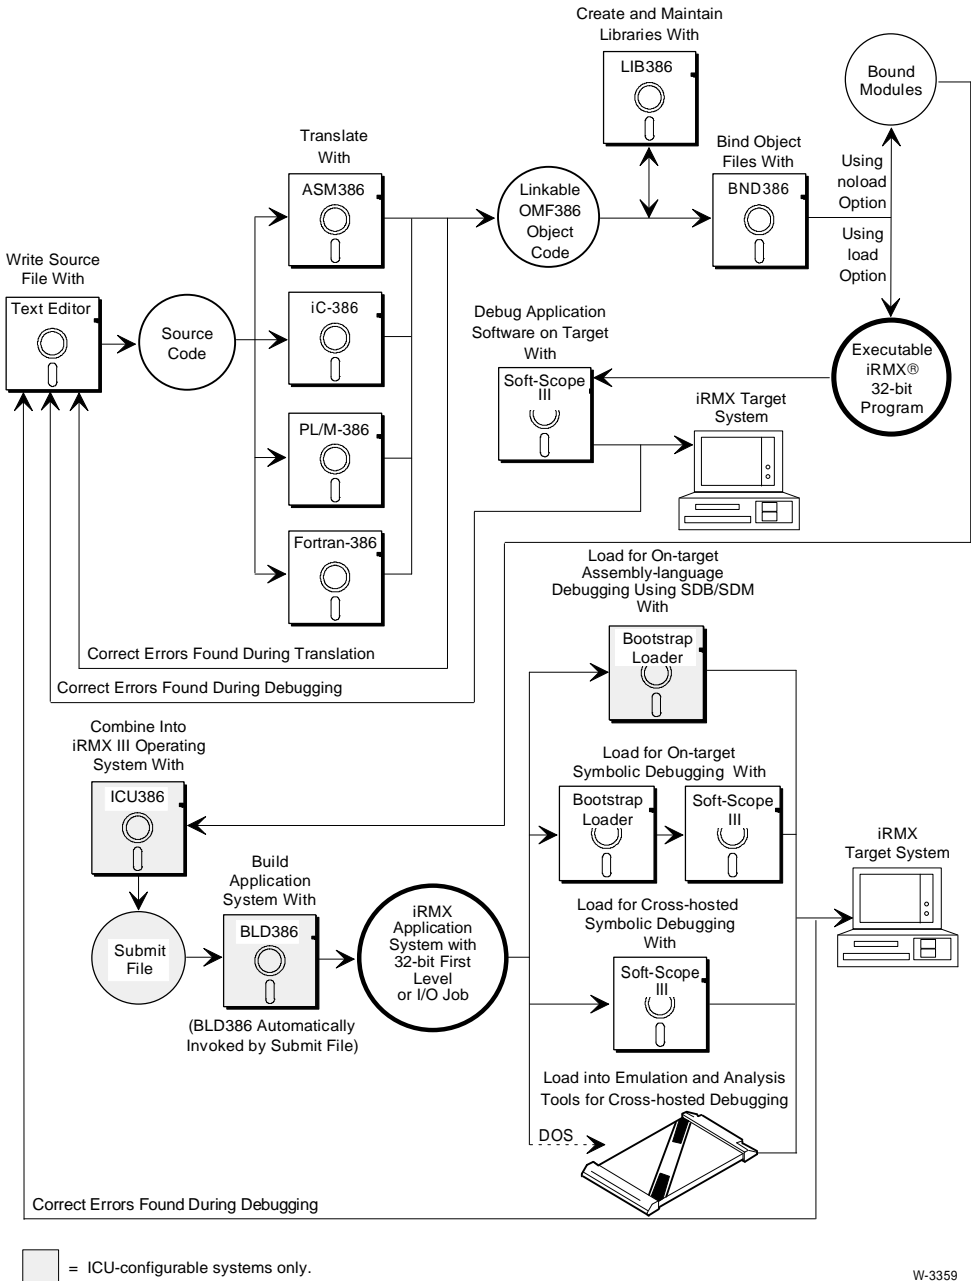 Create and Maintain
Libraries With
LIB386
Bound
Modules
Translate
With
ASM386
Linkable
OMF386
Object
Code
Bind Object
Files With
BND386
Using
noload
Option
Using
load
Option
Write Source
File With
Text Editor
Source
Code
iC-386
PL/M-386
Fortran-386
Debug Application
Software on Target
With
Soft-Scope
III
Executable
iRMX®
32-bit
Program
iRMX Target
System
Correct Errors Found During Translation
Correct Errors Found During Debugging
Load for On-target
Assembly-language
Debugging Using SDB/SDM
With
Bootstrap
Loader
Combine Into
iRMX III Operating
System With
ICU386
Load for On-target
Symbolic Debugging With
Bootstrap
Loader
Soft-Scope
III
iRMX
Target System
Submit
File
Build
Application
System With
BLD386
(BLD386 Automatically
Invoked by Submit File)
iRMX
Application
System with
32-bit First
Level
or I/O Job
Load for Cross-hosted
Symbolic Debugging
With
Soft-Scope
III
Load into Emulation and Analysis
Tools for Cross-hosted Debugging
DOS
Correct Errors Found During Debugging
= ICU-configurable systems only.
W-3359